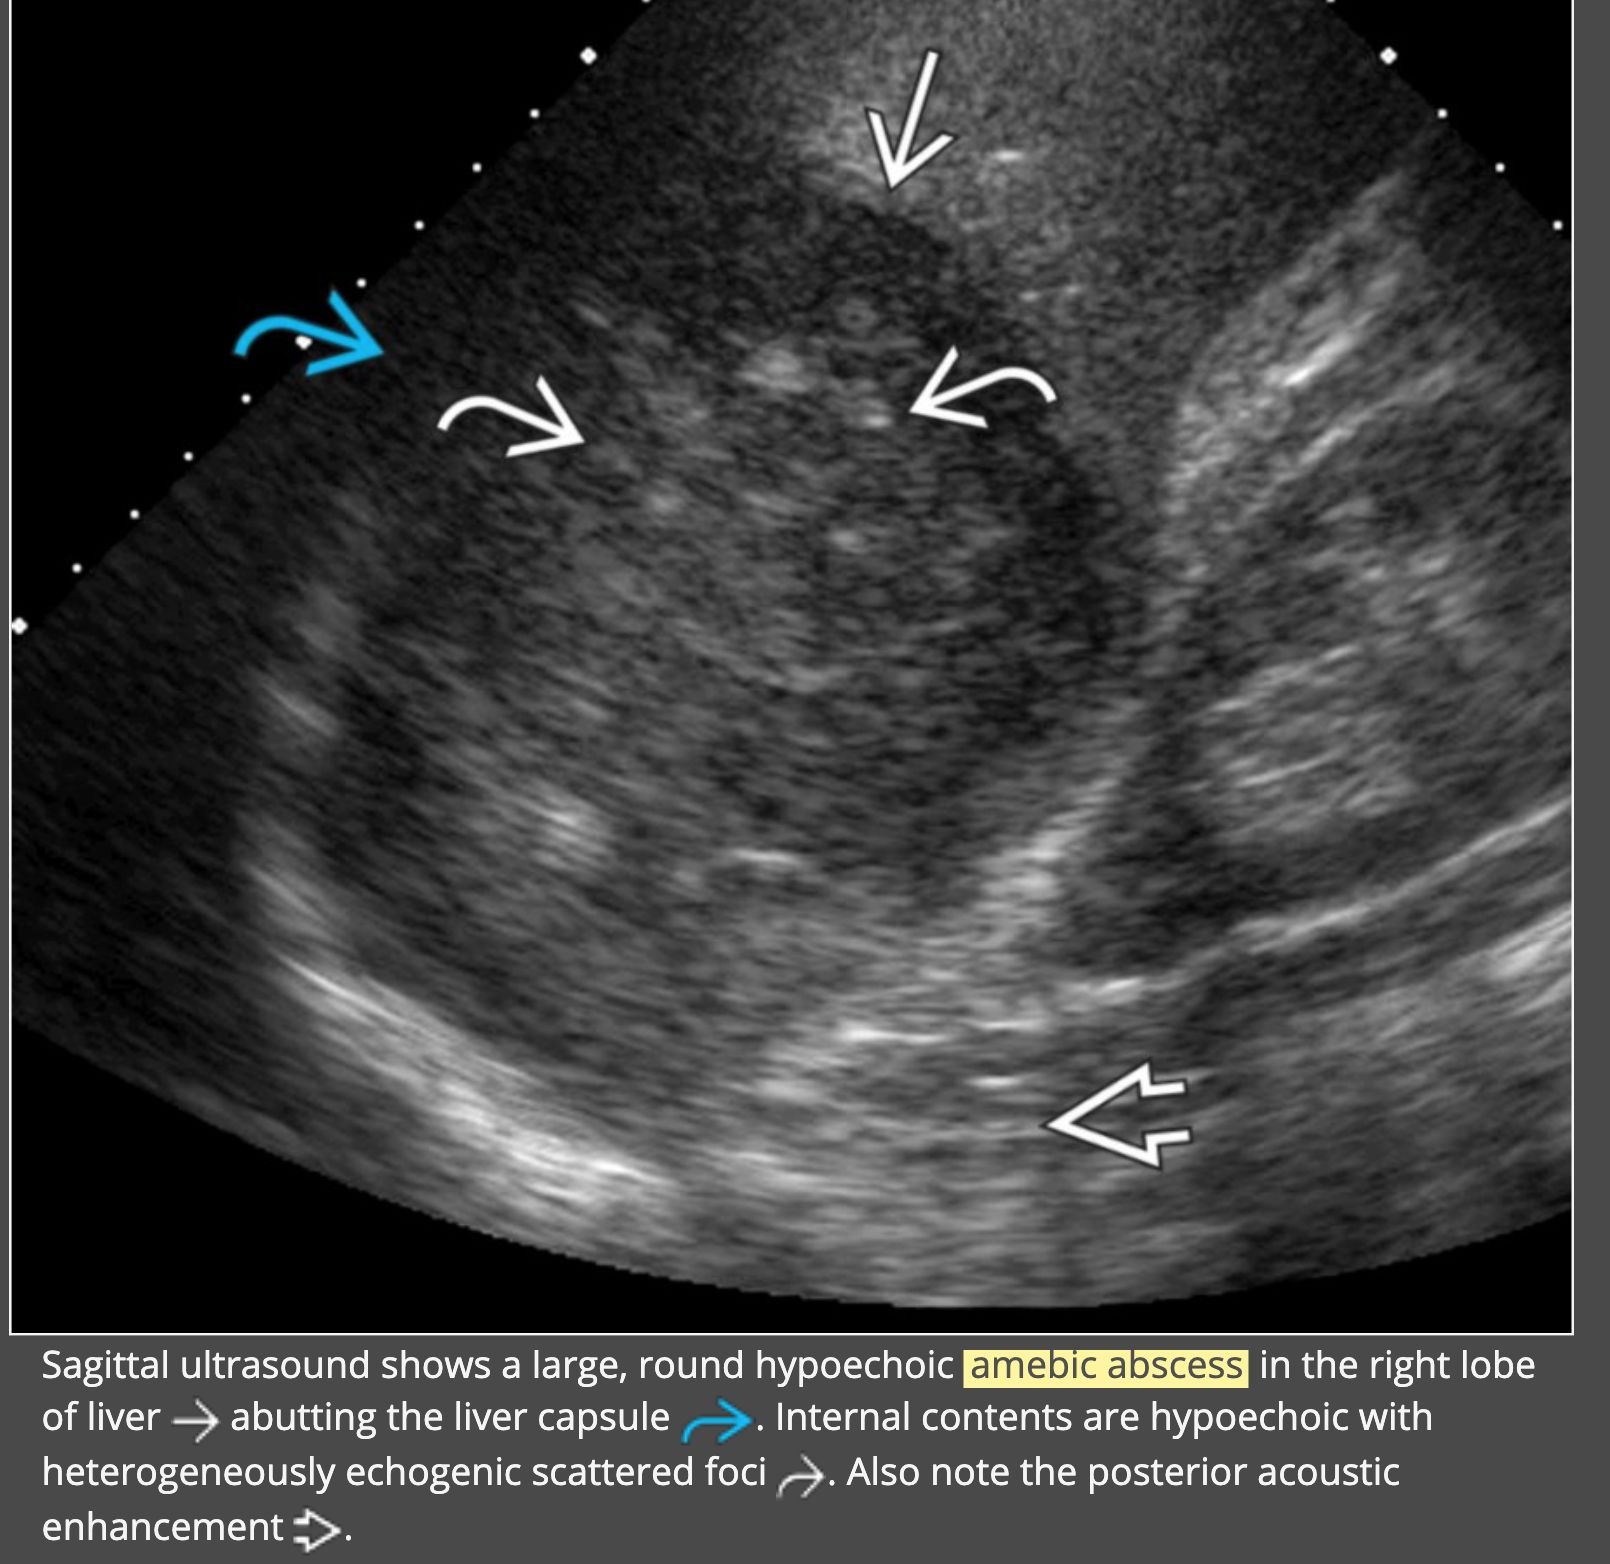 Sagittal ultrasound shows a large, round hypoechoic amebic abscess in the right lobe
of liver → abutting the liver capsule ↷. Internal contents are hypoechoic with
heterogeneously echogenic scattered foci ↷. Also note the posterior acoustic
enhancement ⇨.